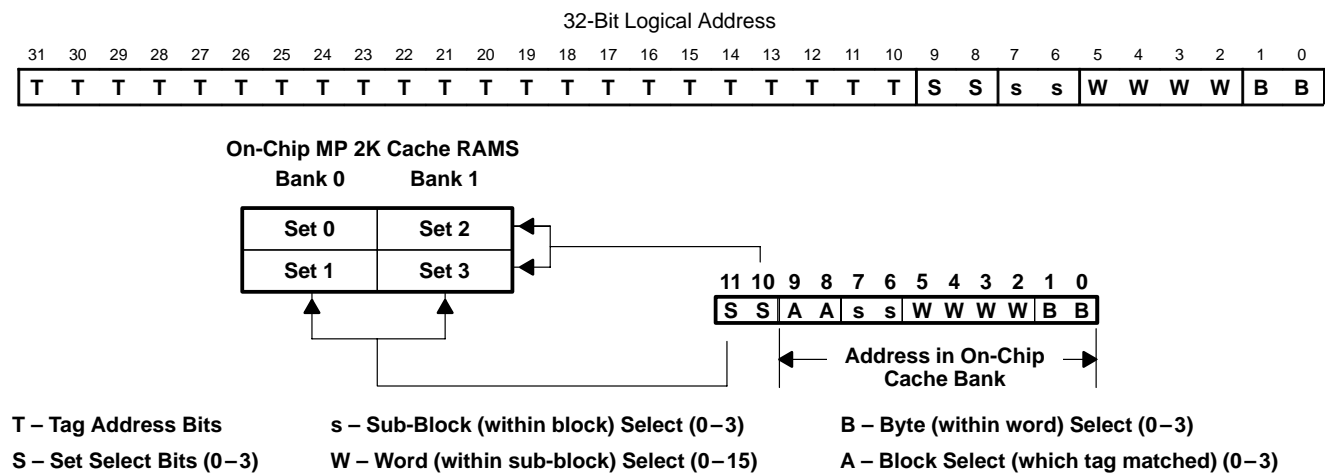 32-Bit Logical Address
31 30 29 28 27 26 25 24 23 22 21 20 19 18 17 16 15 14 13 12 11 10 9 8 7 6 5 4 3 2 1 0
T T T T T T T T T T T T T T T T T T T T T T S S s s W W W W B B
On-Chip MP 2K Cache RAMS
Bank 0 Bank 1
Set 0 Set 2
Set 1 Set 3
11 10 9 8 7 6 5 4 3 2 1 0
S S A A s s W W W W B B
Address in On-Chip
Cache Bank
T – Tag Address Bits s – Sub-Block (within block) Select (0–3) B – Byte (within word) Select (0–3)
S – Set Select Bits (0–3) W – Word (within sub-block) Select (0–15) A – Block Select (which tag matched) (0–3)